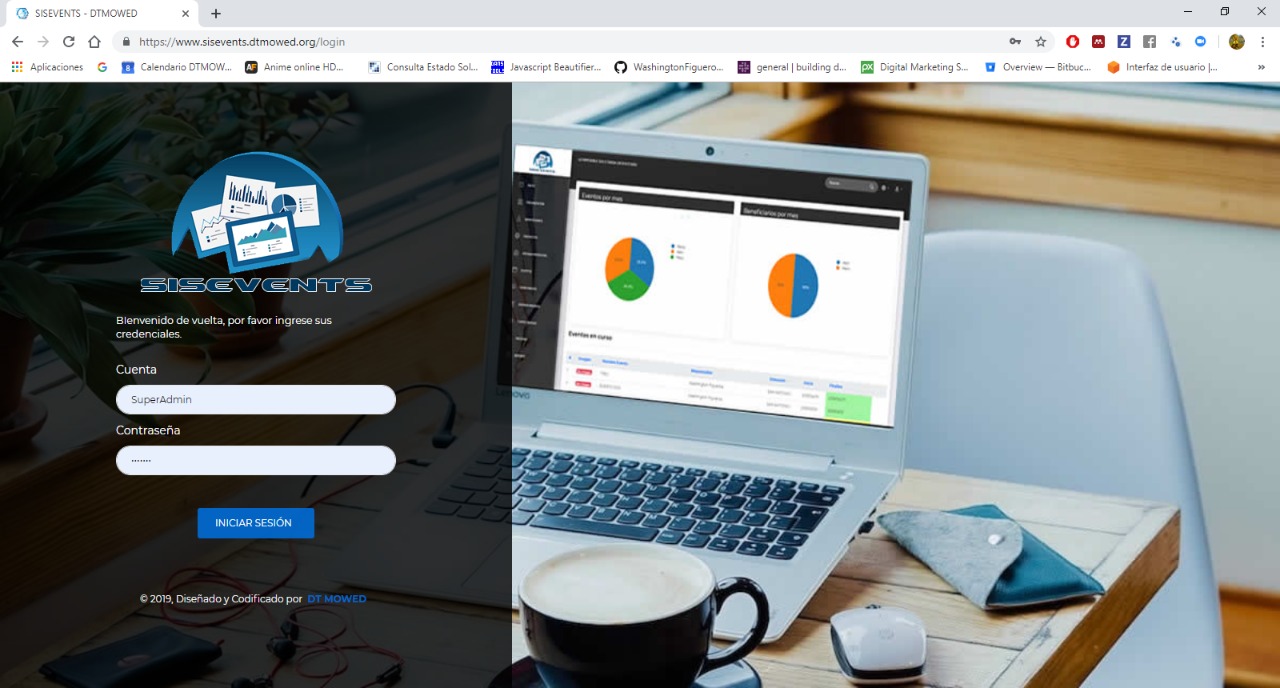 SISEVENTS - DTMOWED
https://www.sisevents.dtmowed.org/login
Aplicaciones
Calendario DTMOW...
Anime online HD...
Consulta Estado Sol...
Javascript Beautifier...
WashingtonFiguero...
general | building d...
Digital Marketing S...
Overview — Bitbuc...
Interfaz de usuario |...
»
SISEVENTS
BIenvenido de vuelta, por favor ingrese sus
credenciales.
Cuenta
SuperAdmin
Contraseña
·······
INICIAR SESIÓN
© 2019, Diseñado y Codificado por DT MOWED
Eventos por mes
Beneficiarios por mes
Eventos en curso
Lenovo